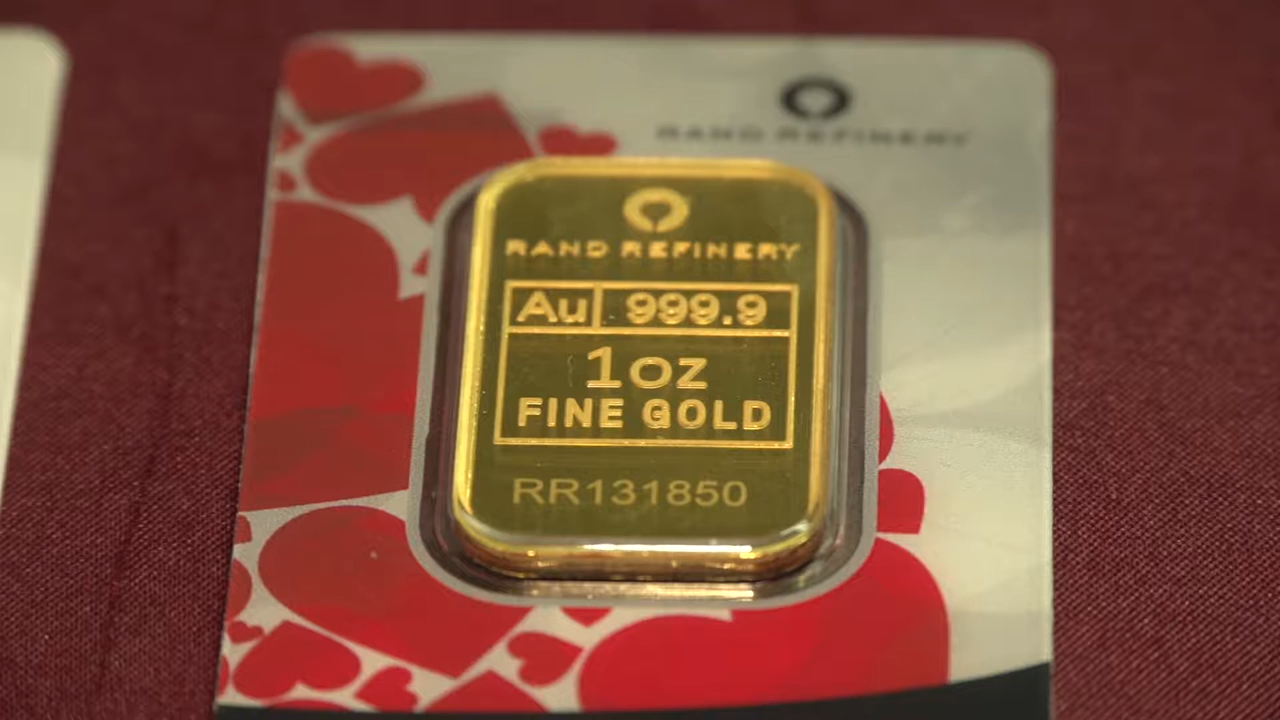 RAND REFINERY
RAND REFINERY
Au 999.9
1oz
FINE GOLD
RR131850